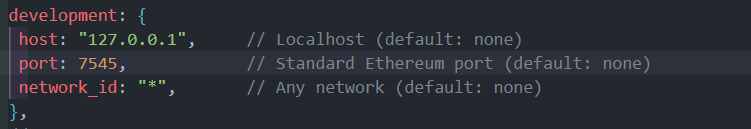 development: {
host: "127.0.0.1",     // Localhost (default: none)
port: 7545,            // Standard Ethereum port (default: none)
network_id: "*",       // Any network (default: none)
},